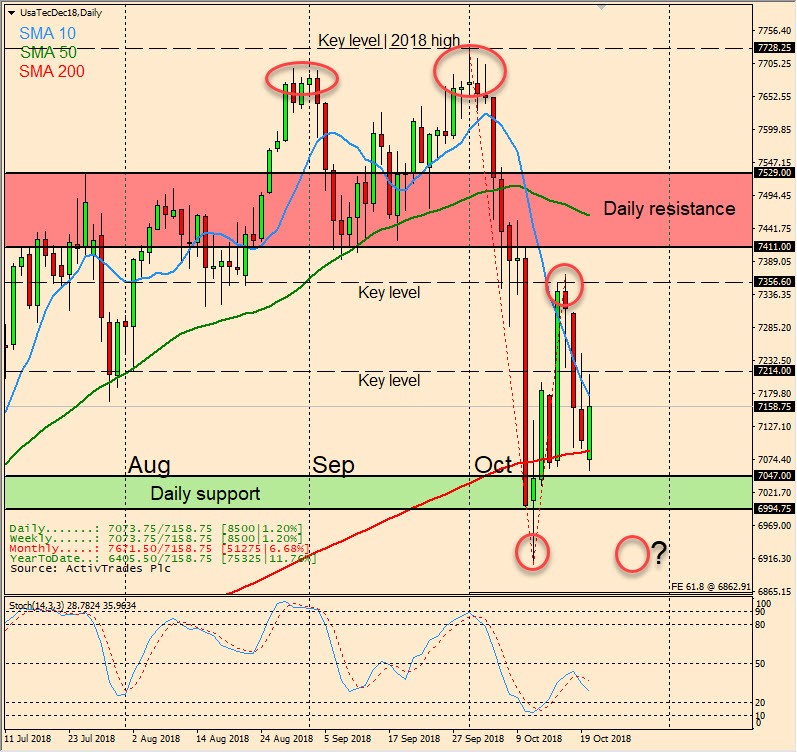 UsaTecDec18,Daily
SMA 10
SMA 50
SMA 200
Key level | 2018 high
7756.40
7728.25
7705.25
7652.55
7599.85
7547.15
7529.00
7494.45
Daily resistance
7441.75
7411.00
7356.60
Key level
7336.35
7285.20
7232.50
7214.00
Key level
7179.80
7158.75
7127.10
7074.40
Aug
Sep
Oct
7047.00
7021.70
Daily support
6994.75
6969.00
Daily......: 7073.75/7158.75 [8500|1.20%]
Weekly.....: 7073.75/7158.75 [8500|1.20%]
Monthly....: 7671.50/7158.75 [51275|6.68%]
YearToDate..: 6405.50/7158.75 [75325|11.76%]
Source: ActivTrades Plc
?
6916.30
FE 61.8 @ 6862.91
6865.15
Stoch(14,3,3) 28.7824 35.9634
100
90
80
50
20
10
0
11 Jul 2018
23 Jul 2018
2 Aug 2018
14 Aug 2018
24 Aug 2018
5 Sep 2018
17 Sep 2018
27 Sep 2018
9 Oct 2018
19 Oct 2018